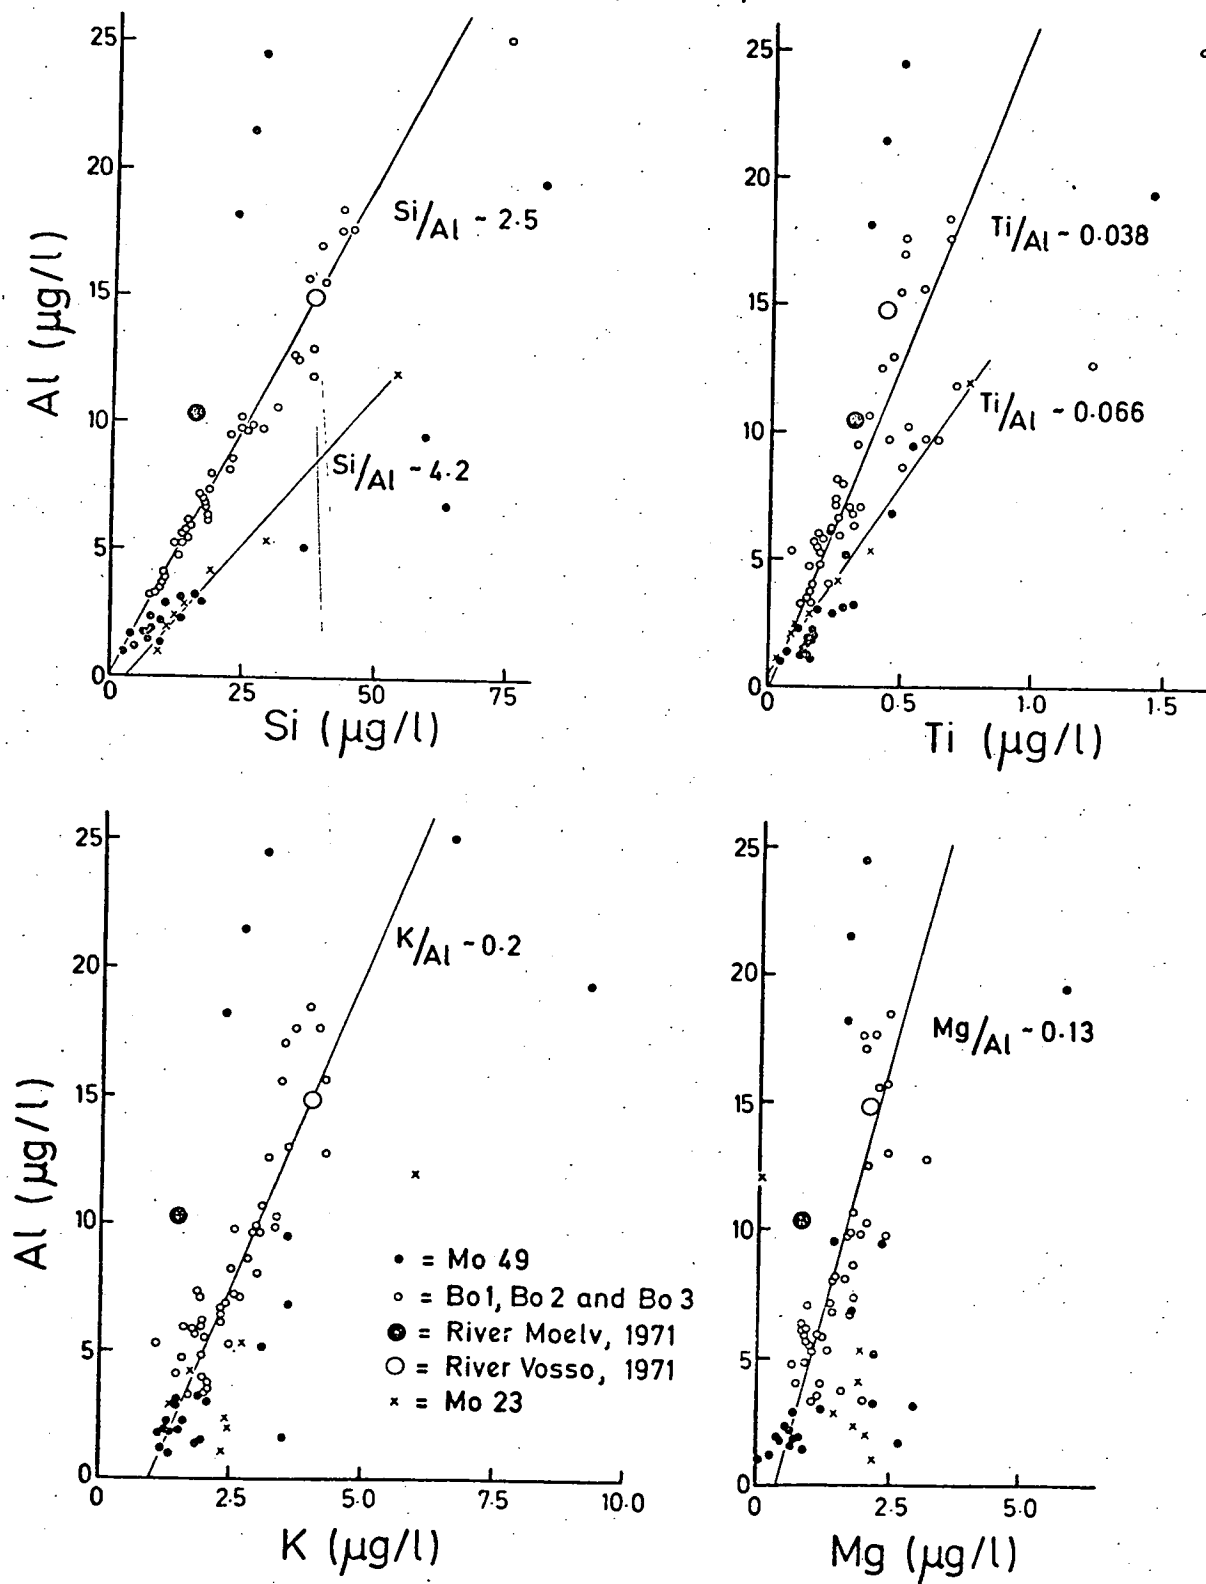 25
20
15
10
5
0
Al (µg/l)
Si/Al ~ 2.5
Si/Al ~ 4.2
0 25 50 75
Si (µg/l)
25
20
15
10
5
0
Ti/Al ~ 0.038
Ti/Al ~ 0.066
0 0.5 1.0 1.5
Ti (µg/l)
25
20
15
10
5
0
Al (µg/l)
K/Al ~ 0.2
• = Mo 49
○ = Bo 1, Bo 2 and Bo 3
= River Moelv, 1971
○ = River Vosso, 1971
× = Mo 23
0 2.5 5.0 7.5 10.0
K (µg/l)
25
20
15
10
5
0
Mg/Al ~ 0.13
0 2.5 5.0
Mg (µg/l)